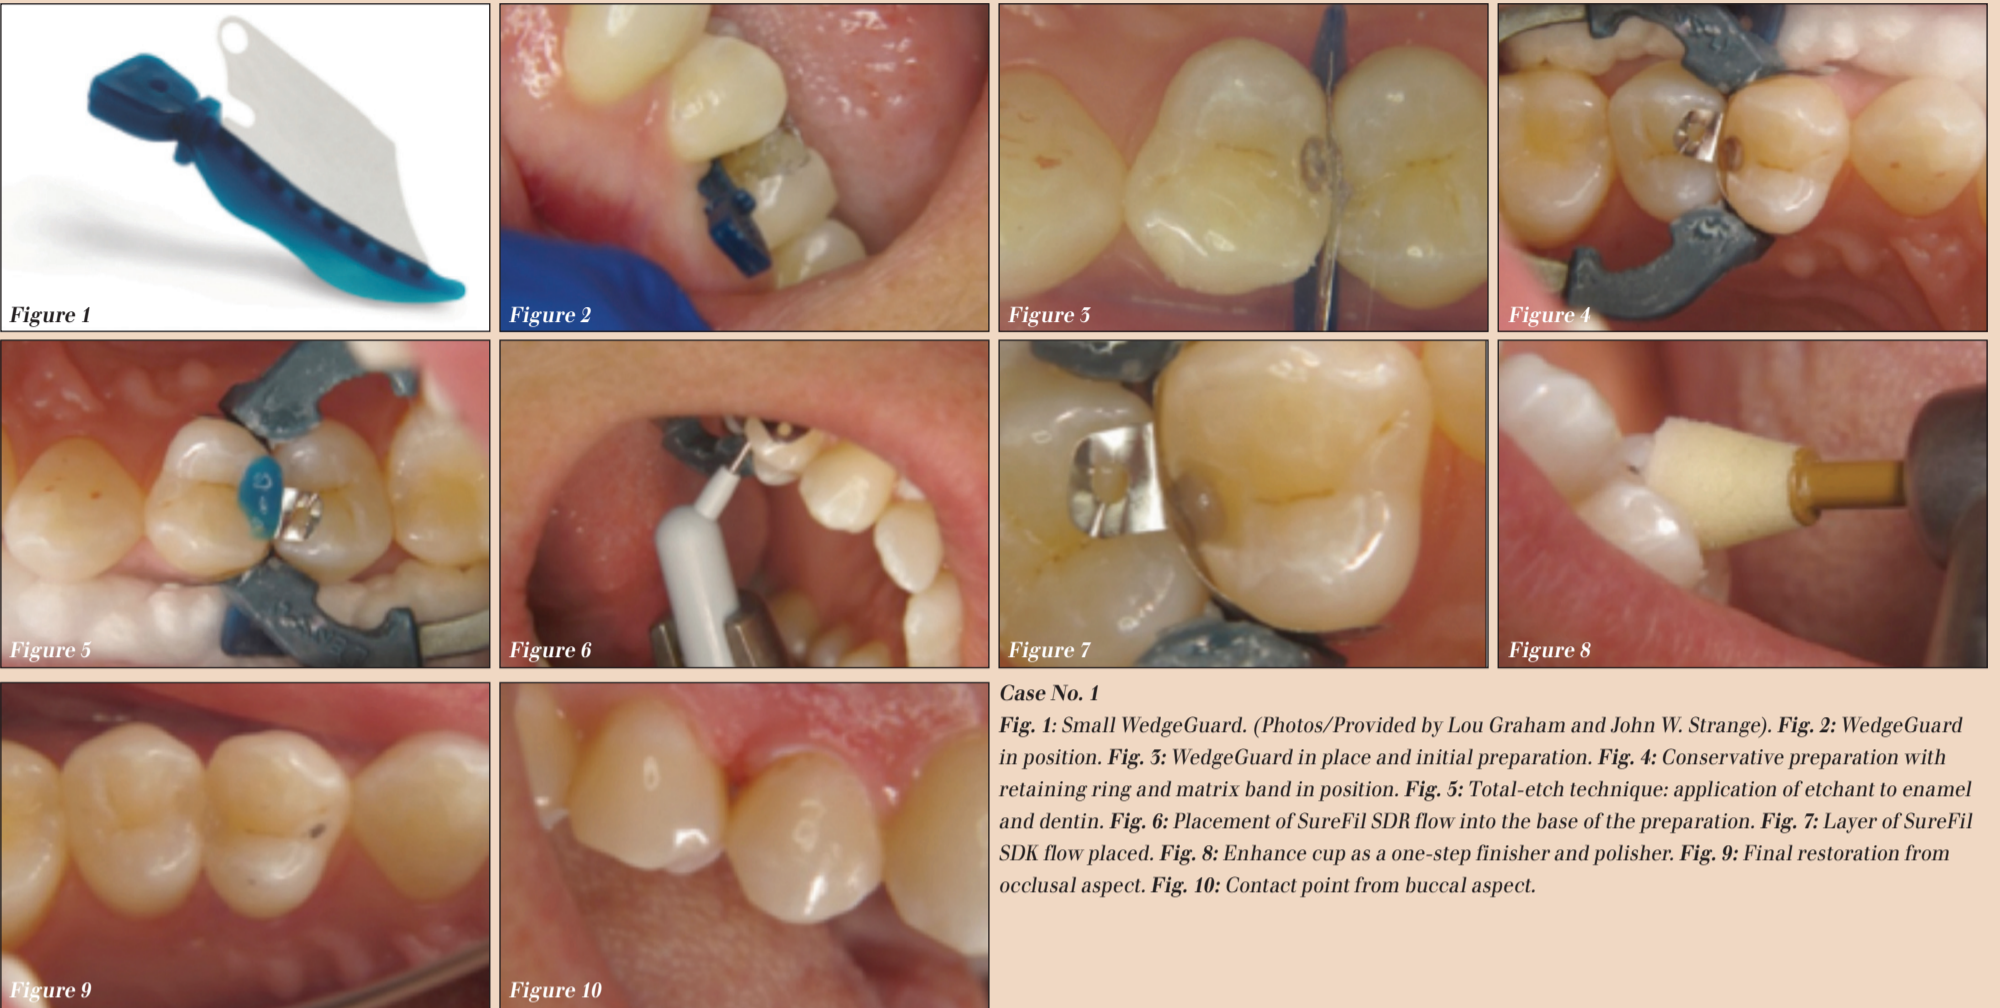 Figure 1
Figure 2
Figure 3
Figure 4
Figure 5
Figure 6
Figure 7
Figure 8
Figure 9
Figure 10
Case No. 1
Fig. 1: Small WedgeGuard. (Photos/Provided by Lou Graham and John W. Strange). Fig. 2: WedgeGuard
in position. Fig. 3: WedgeGuard in place and initial preparation. Fig. 4: Conservative preparation with
retaining ring and matrix band in position. Fig. 5: Total-etch technique: application of etchant to enamel
and dentin. Fig. 6: Placement of SureFil SDR flow into the base of the preparation. Fig. 7: Layer of SureFil
SDK flow placed. Fig. 8: Enhance cup as a one-step finisher and polisher. Fig. 9: Final restoration from
occlusal aspect. Fig. 10: Contact point from buccal aspect.